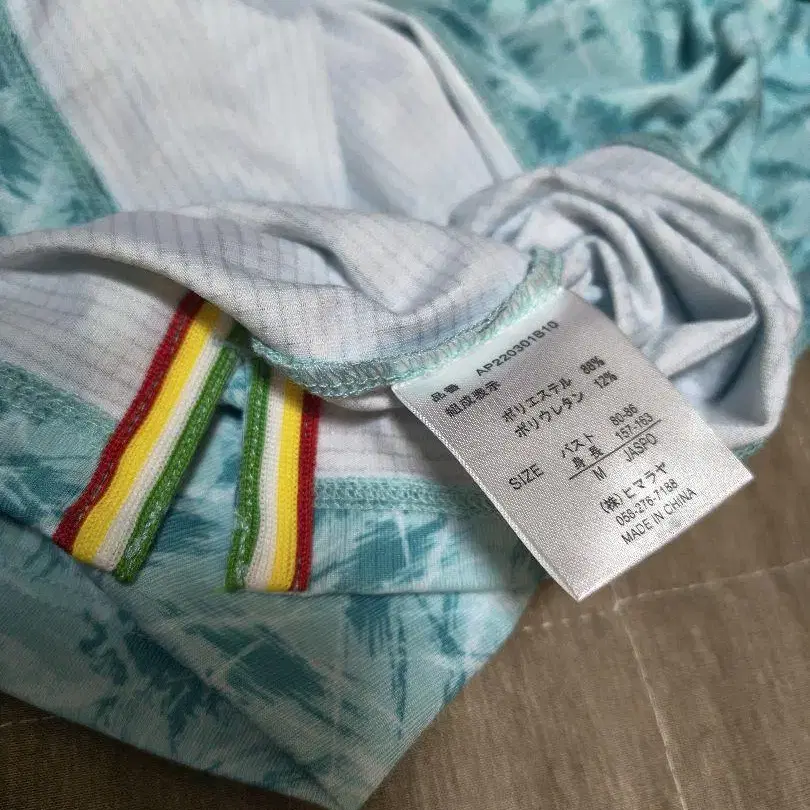 品番 AP220301B10
組成表示
ポリエステル 88%
ポリウレタン 12%
バスト 80-86
SIZE 身長 157-163
M JASPO
(株)ヒマラヤ
058-276-7188
MADE IN CHINA